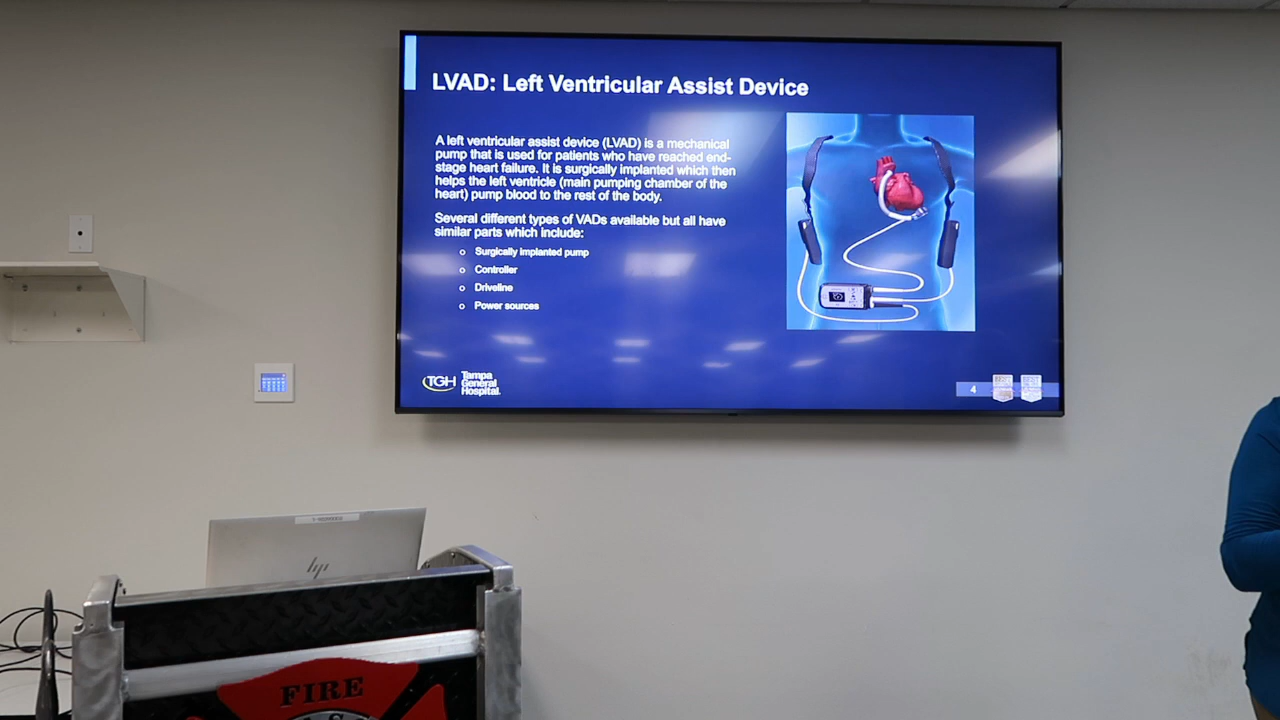 LVAD: Left Ventricular Assist Device
A left ventricular assist device (LVAD) is a mechanical
pump that is used for patients who have reached end-
stage heart failure. It is surgically implanted which then
helps the left ventricle (main pumping chamber of the
heart) pump blood to the rest of the body.
Several different types of VADs available but all have
similar parts which include:
o Surgically implanted pump
o Controller
o Driveline
o Power sources
TGH Tampa
General
Hospital.
4
hp
FIRE